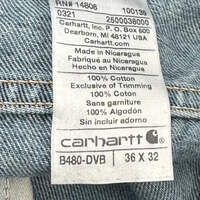 RN# 14806 100135
0321 2500036000
Carhartt, Inc.
Dearborn, MI 48121 USA
Carhartt.com
Made in Nicaragua
Fabriqué au Nicaragua
Hecho en Nicaragua
100% Cotton
Exclusive of Trimming
100% Coton
Sans garniture
100% Algodón
Sin incluir adorno
carhartt
B480-DVB 36 X 32